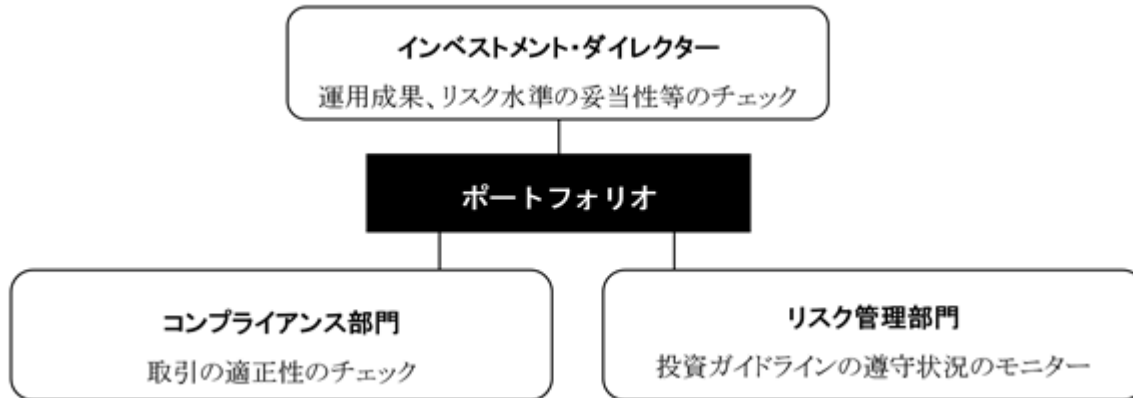 インベストメント・ダイレクター
運用成果、リスク水準の妥当性等のチェック
ポートフォリオ
コンプライアンス部門
取引の適正性のチェック
リスク管理部門
投資ガイドラインの遵守状況のモニター